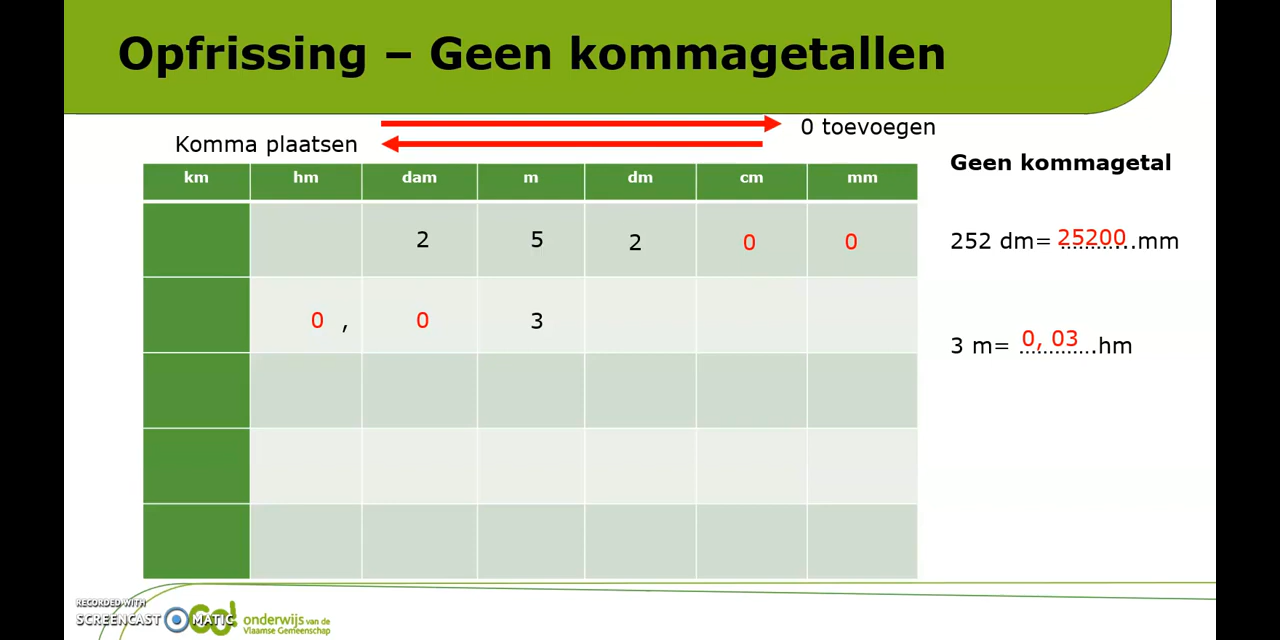 Opfrissing – Geen kommagetallen
0 toevoegen
Komma plaatsen
Geen kommagetal
km hm dam m dm cm mm
2 5 2 0 0
252 dm= 25200............mm
0 , 0 3
3 m= 0, 03.............hm
RECORDED WITH
SCREENCAST MATIC
GO!
onderwijs van de
Vlaamse Gemeenschap